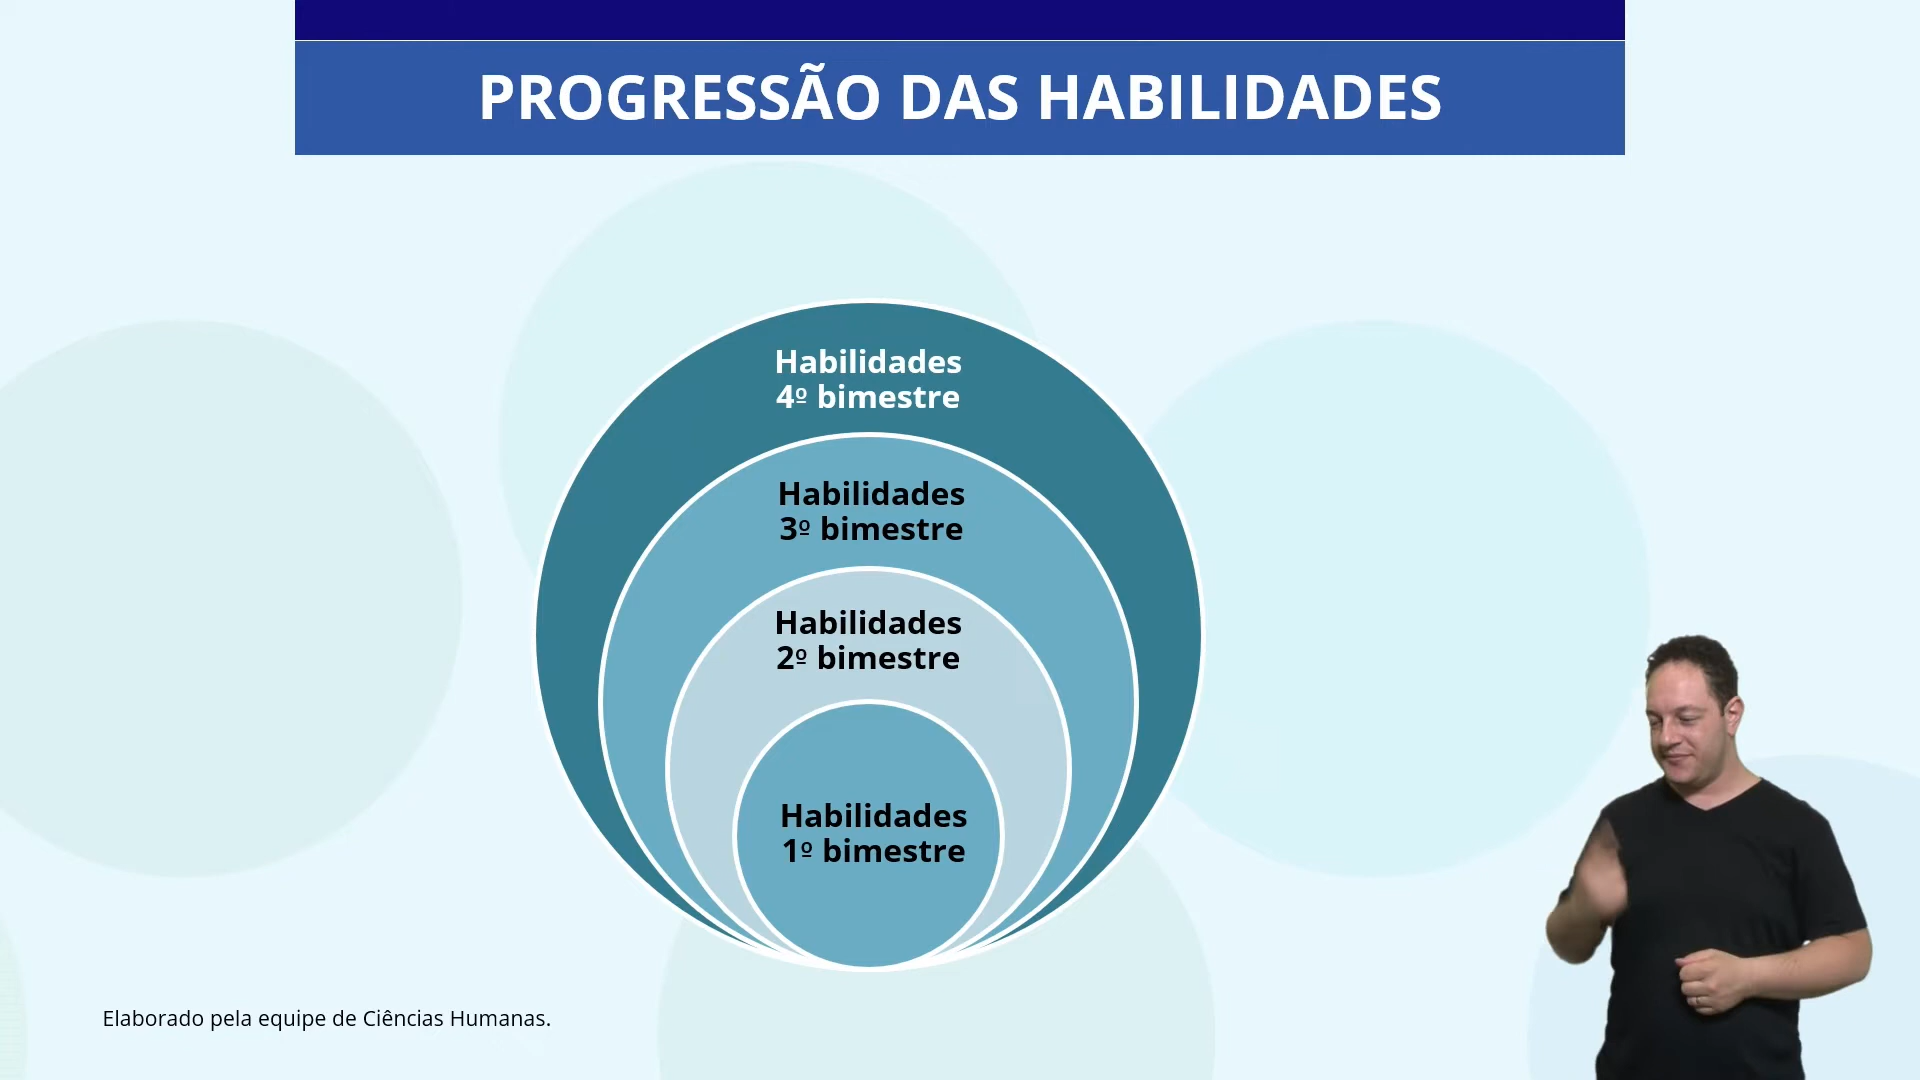 PROGRESSÃO DAS HABILIDADES
Habilidades
4º bimestre
Habilidades
3º bimestre
Habilidades
2º bimestre
Habilidades
1º bimestre
Elaborado pela equipe de Ciências Humanas.